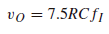 v_O = 7.5RCf_I